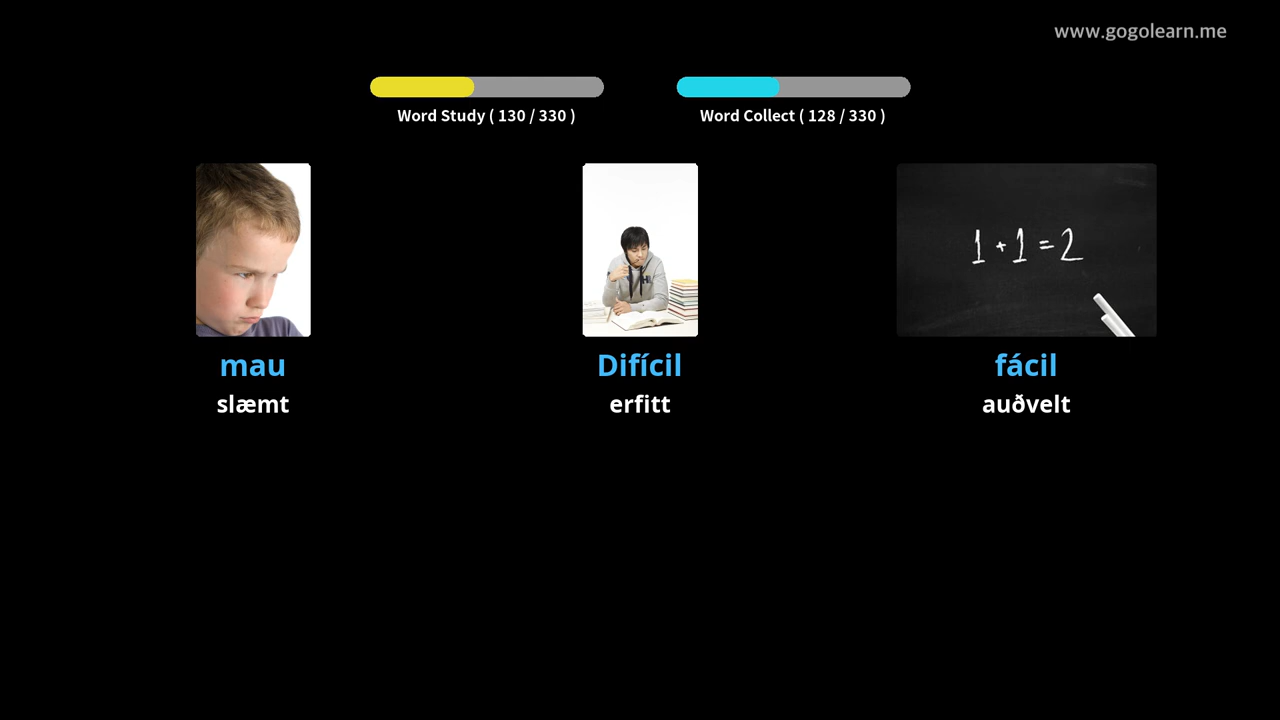 www.gogolearn.me
Word Study ( 130 / 330 )
Word Collect ( 128 / 330 )
1 + 1 = 2
mau
slæmt
Difícil
erfitt
fácil
auðvelt